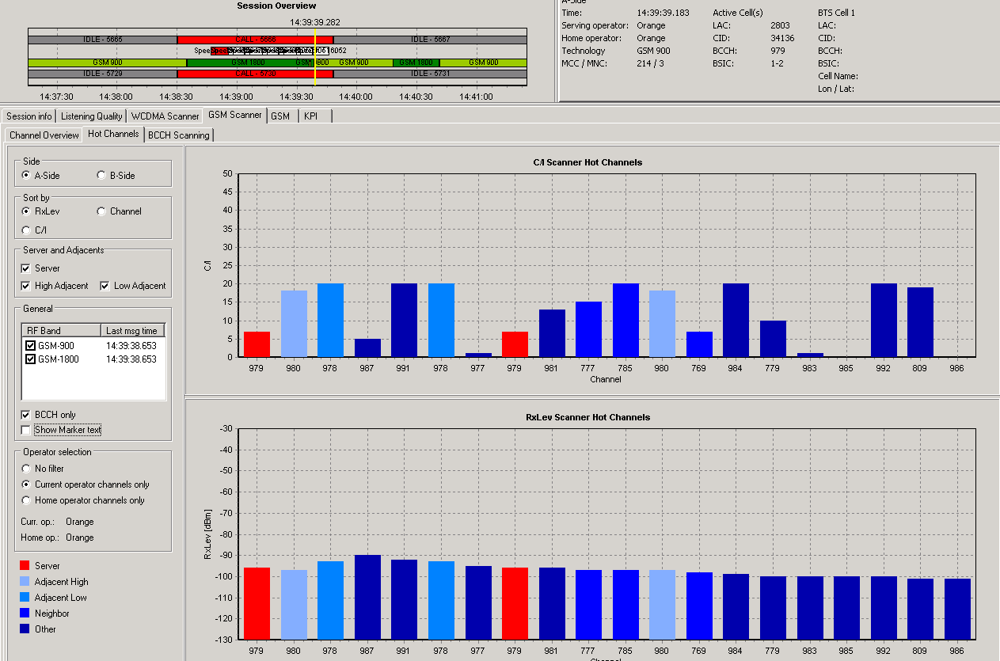 Session Overview
14:39:39.282
IDLE - 5665 CALL - 5666 IDLE - 5667
GSM 900 GSM 1800 GSM 900 GSM 1800 GSM 900
IDLE - 5729 CALL - 5730 IDLE - 5731
14:37:30 14:38:00 14:38:30 14:39:00 14:39:30 14:40:00 14:40:30 14:41:00
A-Side
Time: 14:39:39.183 Active Cell(s) BTS Cell 1
Serving operator: Orange LAC: 2803 LAC:
Home operator: Orange CID: 34136 CID:
Technology GSM 900 BCCH: 979 BCCH:
MCC / MNC: 214 / 3 BSIC: 1-2 BSIC:
Cell Name:
Lon / Lat:
Session info Listening Quality WCDMA Scanner GSM Scanner GSM KPI
Channel Overview Hot Channels BCCH Scanning
Side
A-Side B-Side
Sort by
RxLev Channel
C/I
Server and Adjacents
Server
High Adjacent Low Adjacent
General
RF Band Last msg time
GSM-900 14:39:38.653
GSM-1800 14:39:38.653
BCCH only
Show Marker text
Operator selection
No filter
Current operator channels only
Home operator channels only
Curr. op.: Orange
Home op.: Orange
Server
Adjacent High
Adjacent Low
Neighbor
Other
C/I Scanner Hot Channels
50
45
40
35
30
25
20
15
10
5
0
C/I
979 980 978 987 991 978 977 979 981 777 785 980 769 984 779 983 985 992 809 986
Channel
RxLev Scanner Hot Channels
-30
-40
-50
-60
-70
-80
-90
-100
-110
-120
-130
RxLev [dBm]
979 980 978 987 991 978 977 979 981 777 785 980 769 984 779 983 985 992 809 986
Channel